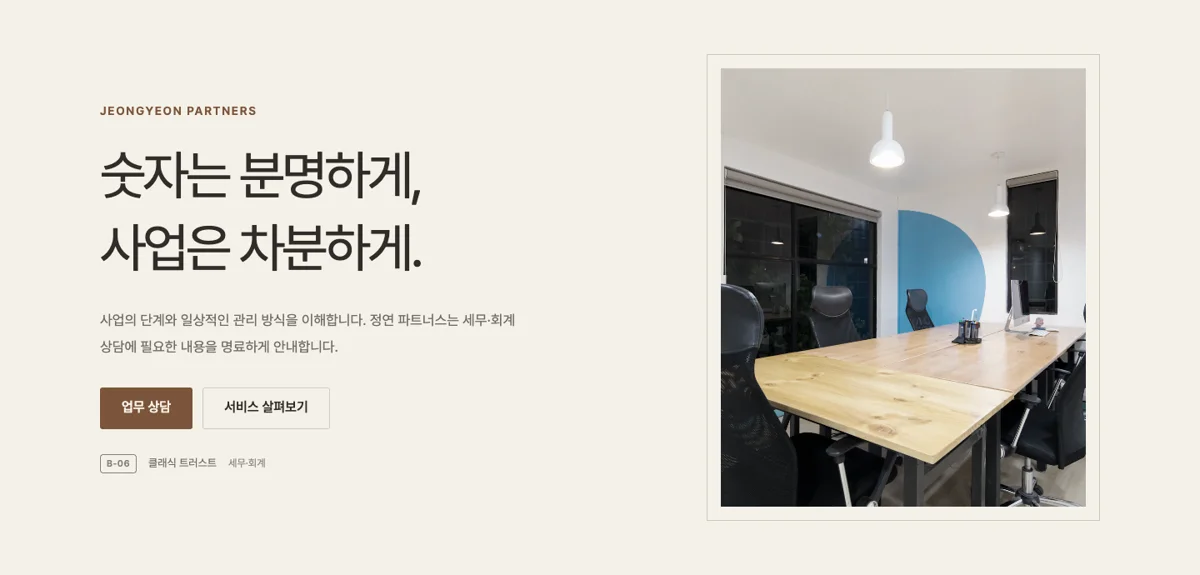 JEONGYEON PARTNERS
숫자는 분명하게,
사업은 차분하게.
사업의 단계와 일상적인 관리 방식을 이해합니다. 정연 파트너스는 세무·회계
상담에 필요한 내용을 명료하게 안내합니다.
업무 상담
서비스 살펴보기
B-06 클래식 트러스트 세무·회계